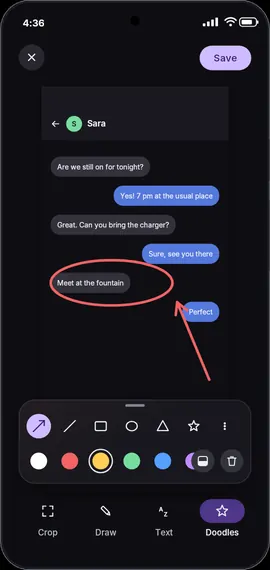 4:36
Save
S
Sara
Are we still on for tonight?
Yes! 7 pm at the usual place
Great. Can you bring the charger?
Sure, see you there
Meet at the fountain
Perfect
A Z
Crop
Draw
Text
Doodles